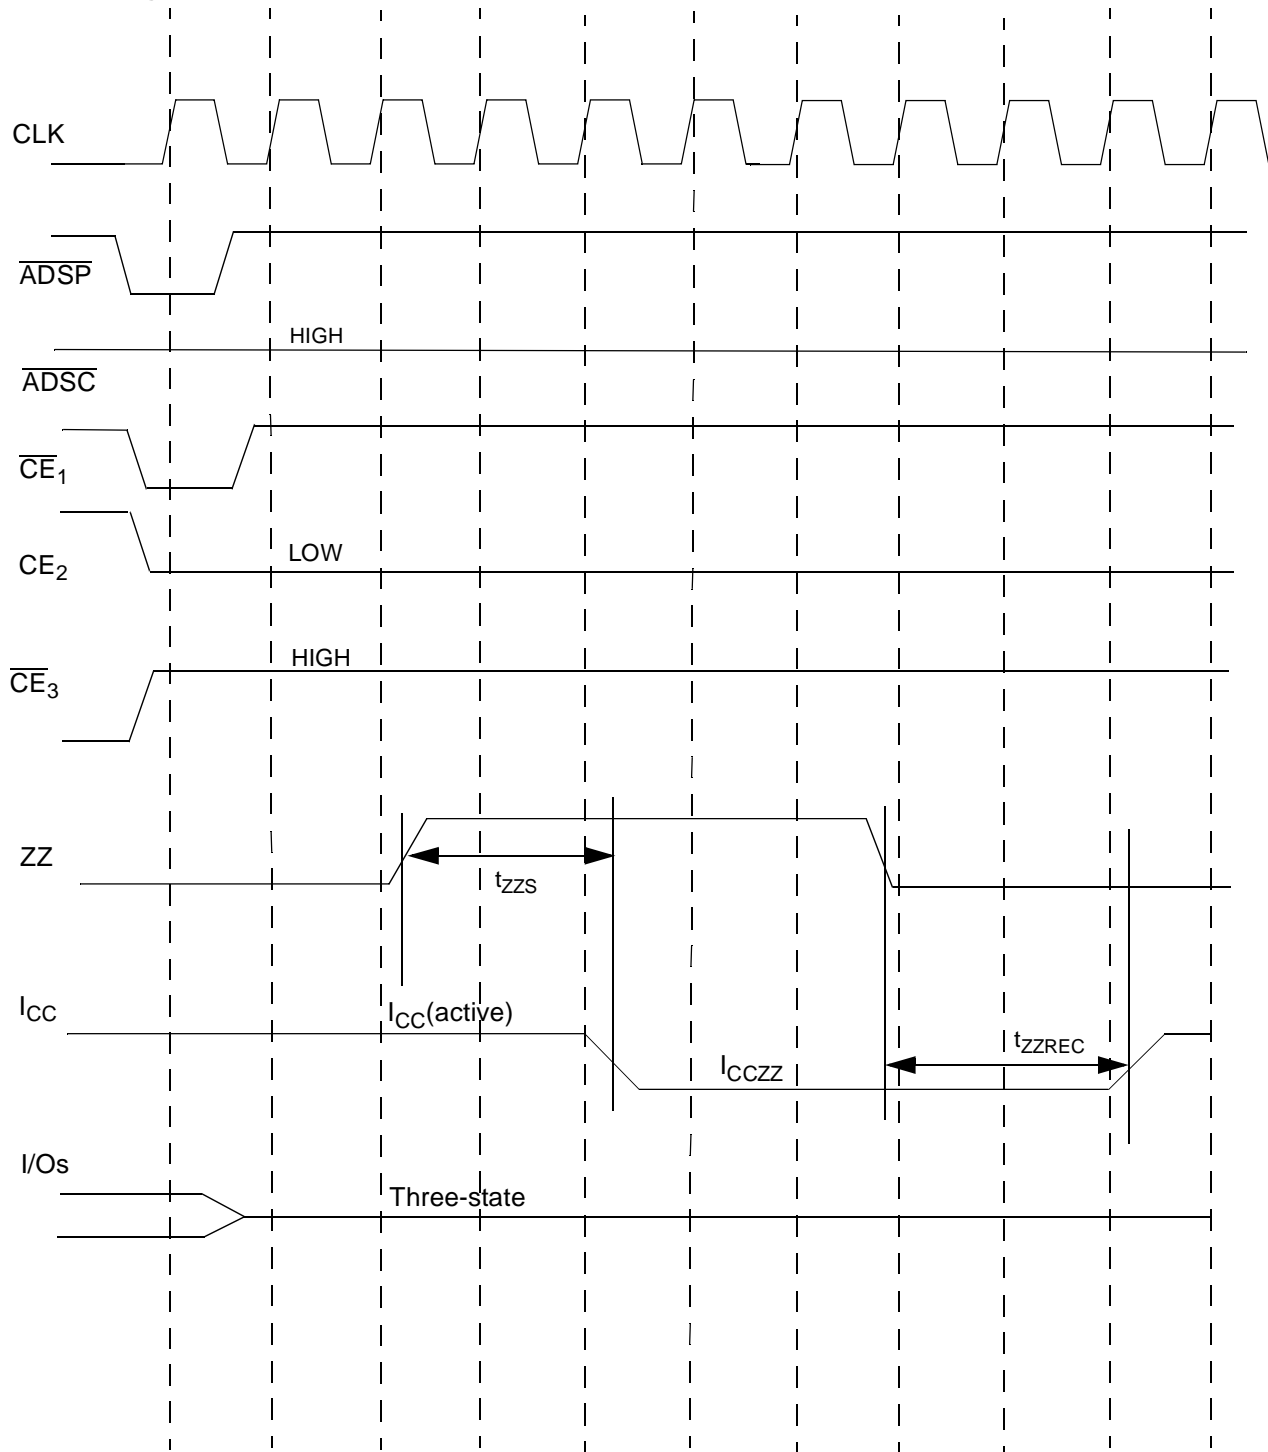 CLK
ADSP
HIGH
ADSC
CE1
LOW
CE2
HIGH
CE3
ZZ
tZZS
ICC
ICC(active)
tZZREC
ICCZZ
I/Os
Three-state